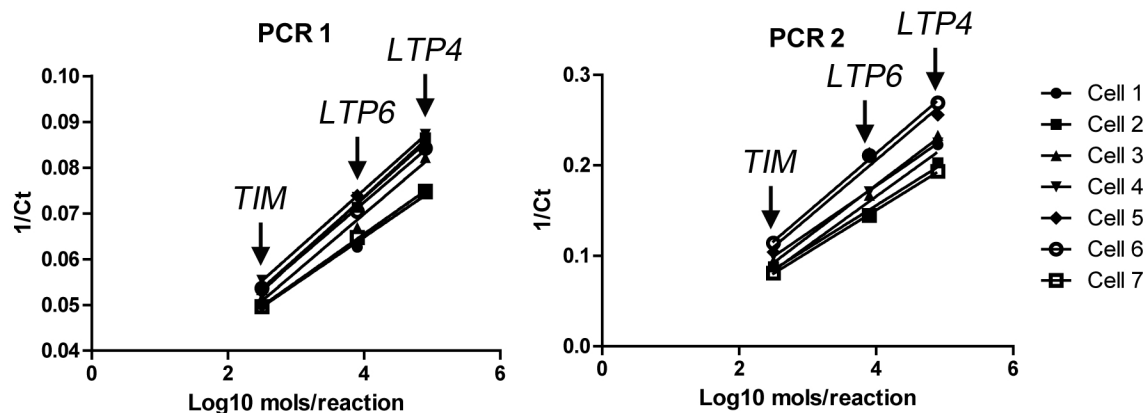 PCR 1
LTP4
LTP6
TIM
0.10
0.09
0.08
0.07
0.06
0.05
0.04
1/Ct
0 2 4 6
Log10 mols/reaction
PCR 2
LTP4
LTP6
TIM
0.3
0.2
0.1
0.0
1/Ct
0 2 4 6
Log10 mols/reaction
Cell 1
Cell 2
Cell 3
Cell 4
Cell 5
Cell 6
Cell 7